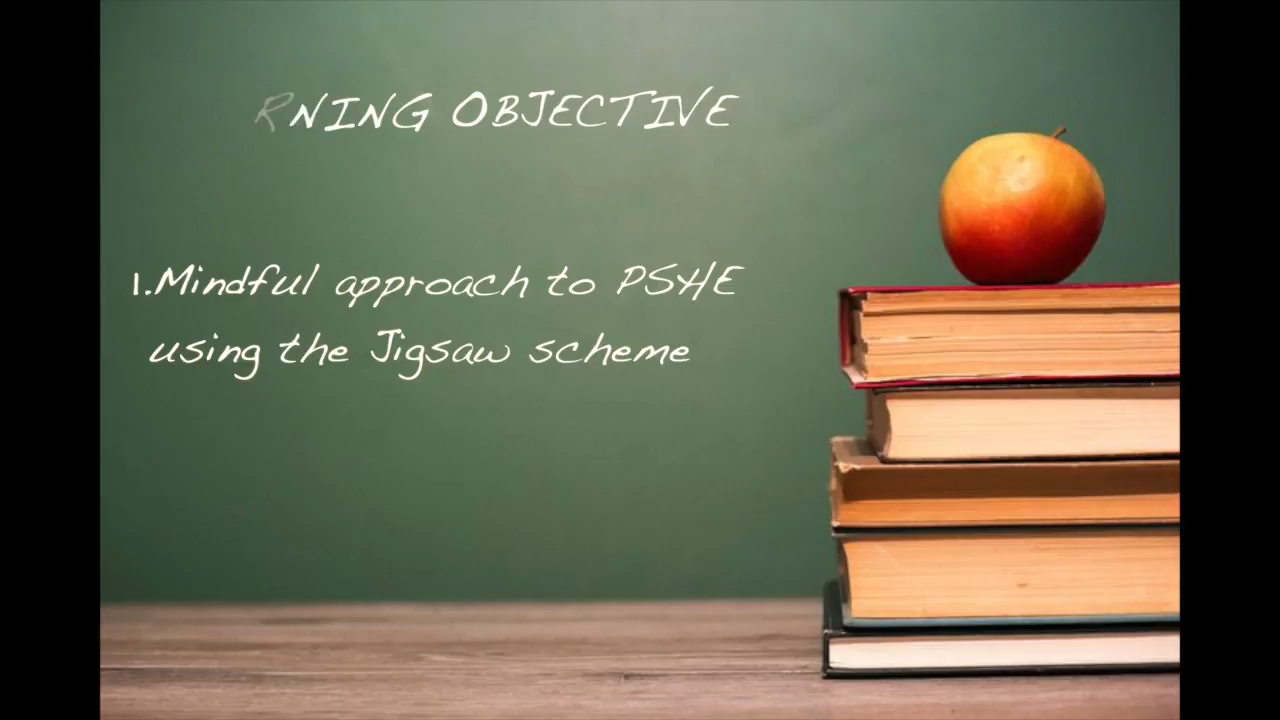 RNING OBJECTIVE
1.Mindful approach to PSHE
using the Jigsaw scheme